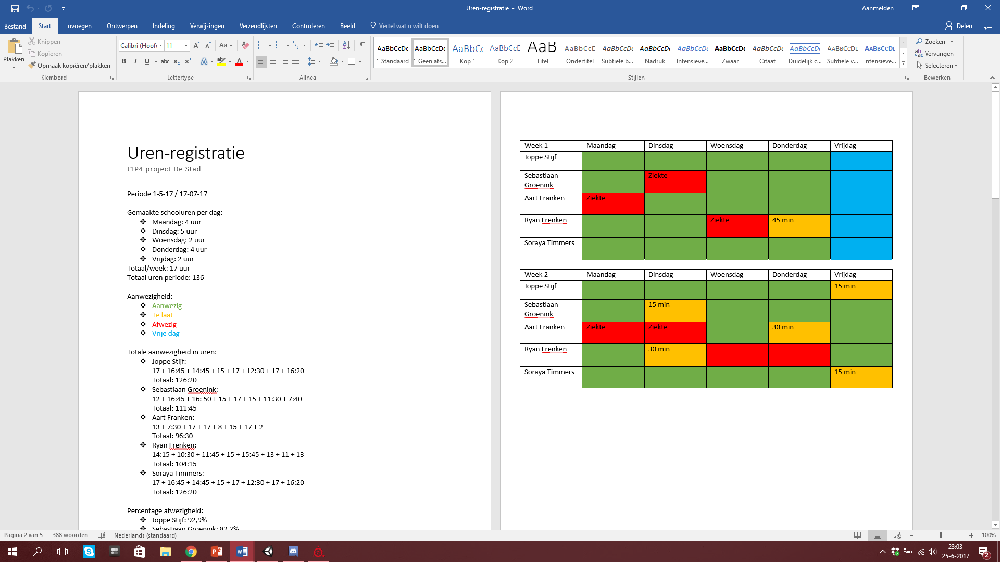 Uren-registratie - Word
Aanmelden
Bestand Start Invoegen Ontwerpen Indeling Verwijzingen Verzendlijsten Controleren Beeld Vertel wat u wilt doen Delen
Plakken
Knippen
Kopiëren
Opmaak kopiëren/plakken
Klembord
Calibri (Hoof 11
Lettertype
Alinea
AaBbCcDc AaBbCcDc AaBbCc AaBbCcD AaB AaBbCcD AaBbCcDc AaBbCcDc AaBbCcDc AaBbCcDc AaBbCcDc AaBbCcDc AABBCCDD AABBCCDD
¶ Standaard ¶ Geen afs... Kop 1 Kop 2 Titel Ondertitel Subtiele b... Nadruk Intensieve... Zwaar Citaat Duidelijk c... Subtiele v... Intensieve...
Stijlen
Zoeken
Vervangen
Selecteren
Bewerken
Uren-registratie
J1P4 project De Stad
Periode 1-5-17 / 17-07-17
Gemaakte schooluren per dag:
❖ Maandag: 4 uur
❖ Dinsdag: 5 uur
❖ Woensdag: 2 uur
❖ Donderdag: 4 uur
❖ Vrijdag: 2 uur
Totaal/week: 17 uur
Totaal uren periode: 136
Aanwezigheid:
❖ Aanwezig
❖ Te laat
❖ Afwezig
❖ Vrije dag
Totale aanwezigheid in uren:
❖ Joppe Stijf:
17 + 16:45 + 14:45 + 15 + 17 + 12:30 + 17 + 16:20
Totaal: 126:20
❖ Sebastiaan Groenink:
12 + 16:45 + 16: 50 + 15 + 17 + 15 + 11:30 + 7:40
Totaal: 111:45
❖ Aart Franken:
13 + 7:30 + 17 + 17 + 8 + 15 + 17 + 2
Totaal: 96:30
❖ Ryan Frenken:
14:15 + 10:30 + 11:45 + 15 + 15:45 + 13 + 11 + 13
Totaal: 104:15
❖ Soraya Timmers:
17 + 16:45 + 14:45 + 15 + 17 + 12:30 + 17 + 16:20
Totaal: 126:20
Percentage afwezigheid:
❖ Joppe Stijf: 92,9%
❖ Sebastiaan Groenink: 82,2%
Week 1 Maandag Dinsdag Woensdag Donderdag Vrijdag
Joppe Stijf
Sebastiaan Groenink Ziekte
Aart Franken Ziekte
Ryan Frenken Ziekte 45 min
Soraya Timmers
Week 2 Maandag Dinsdag Woensdag Donderdag Vrijdag
Joppe Stijf 15 min
Sebastiaan Groenink 15 min
Aart Franken Ziekte Ziekte 30 min
Ryan Frenken 30 min
Soraya Timmers 15 min
Pagina 2 van 5 388 woorden Nederlands (standaard) 100%
23:03
25-6-2017
2